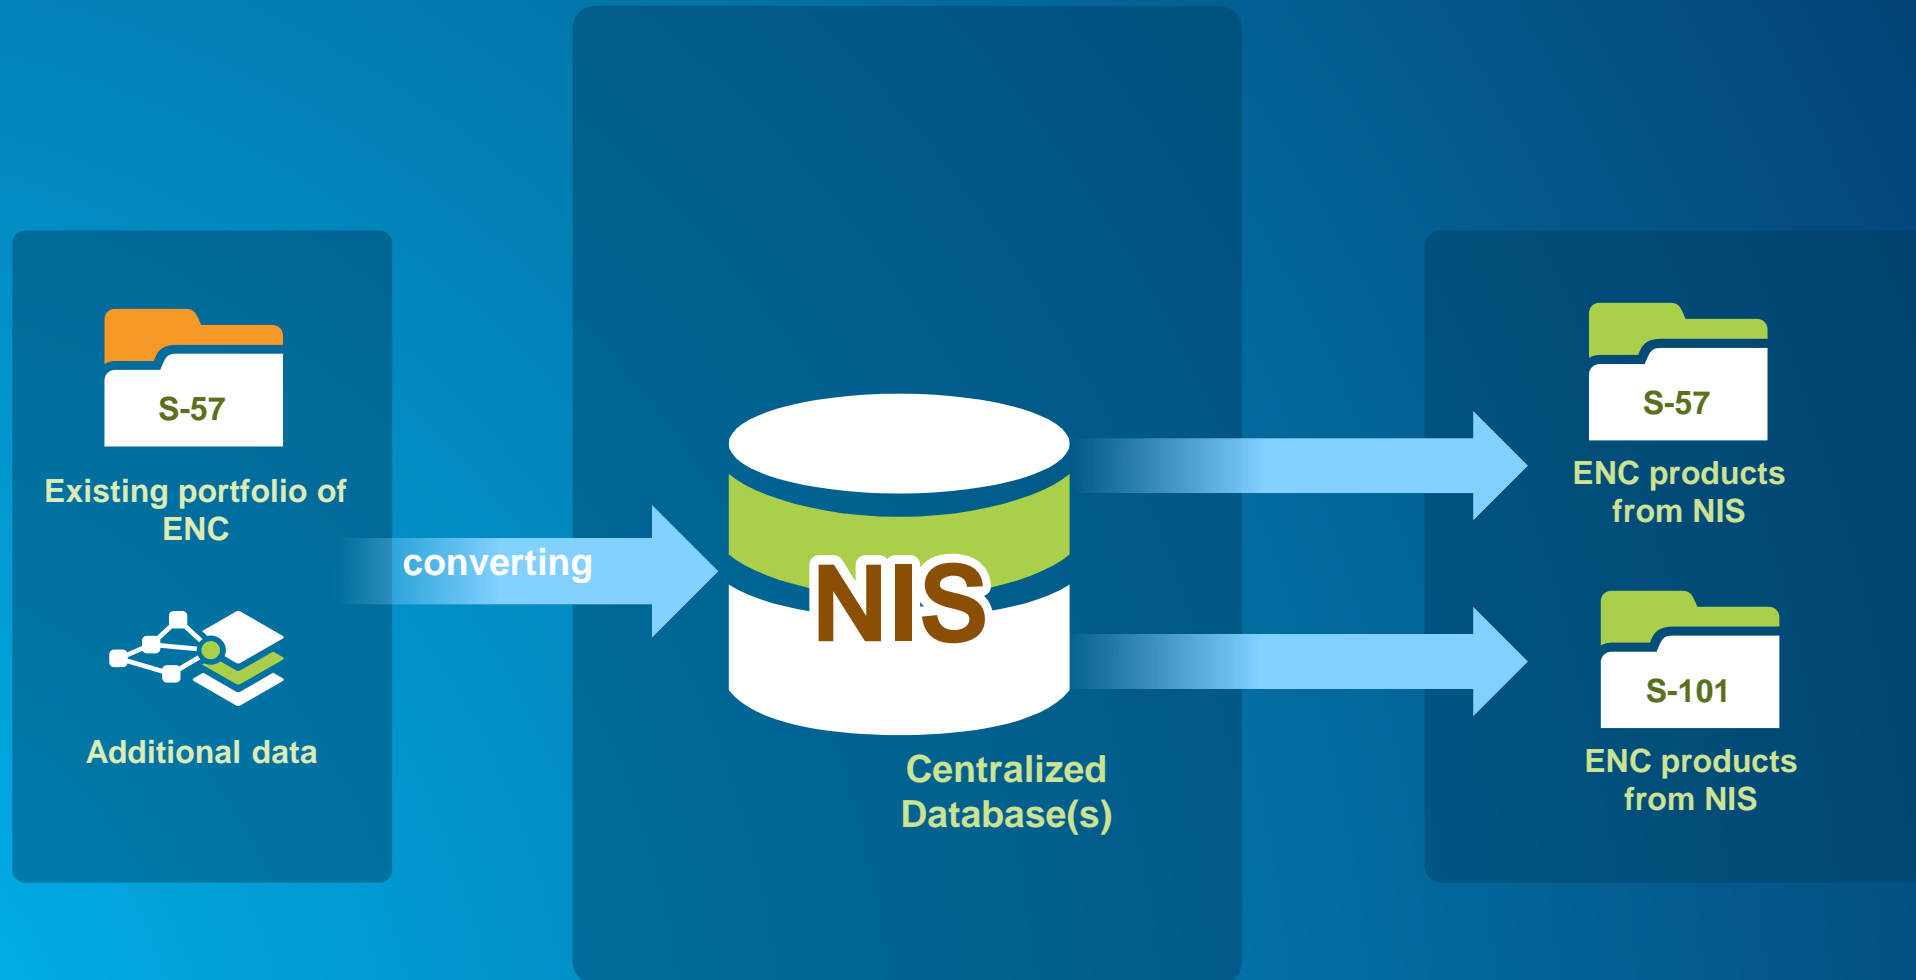 S-57
Existing portfolio of
ENC
Additional data
converting
NIS
Centralized
Database(s)
S-57
ENC products
from NIS
S-101
ENC products
from NIS